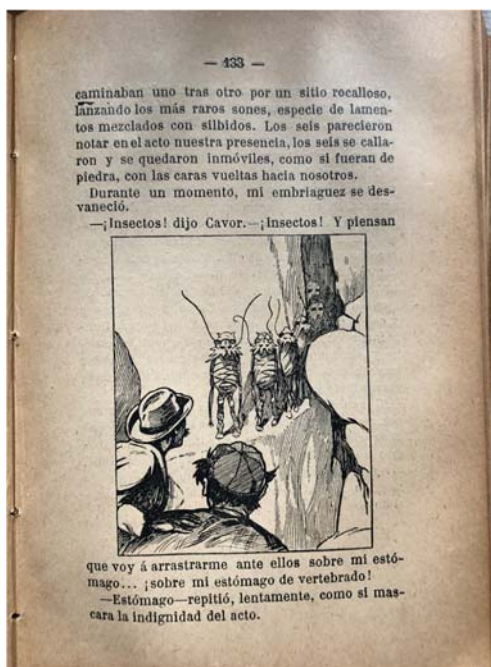 — 133 —
caminaban uno tras otro por un sitio rocalloso,
lanzando los más raros sones, especie de lamen-
tos mezclados con silbidos. Los seis parecieron
notar en el acto nuestra presencia, los seis se calla-
ron y se quedaron inmóviles, como si fueran de
piedra, con las caras vueltas hacia nosotros.
Durante un momento, mi embriaguez se des-
vaneció.
—¡Insectos! dijo Cavor.—¡Insectos! Y piensan
que voy á arrastrarme ante ellos sobre mi estó-
mago... ¡sobre mi estómago de vertebrado!
—Estómago—repitió, lentamente, como si mas-
cara la indignidad del acto.